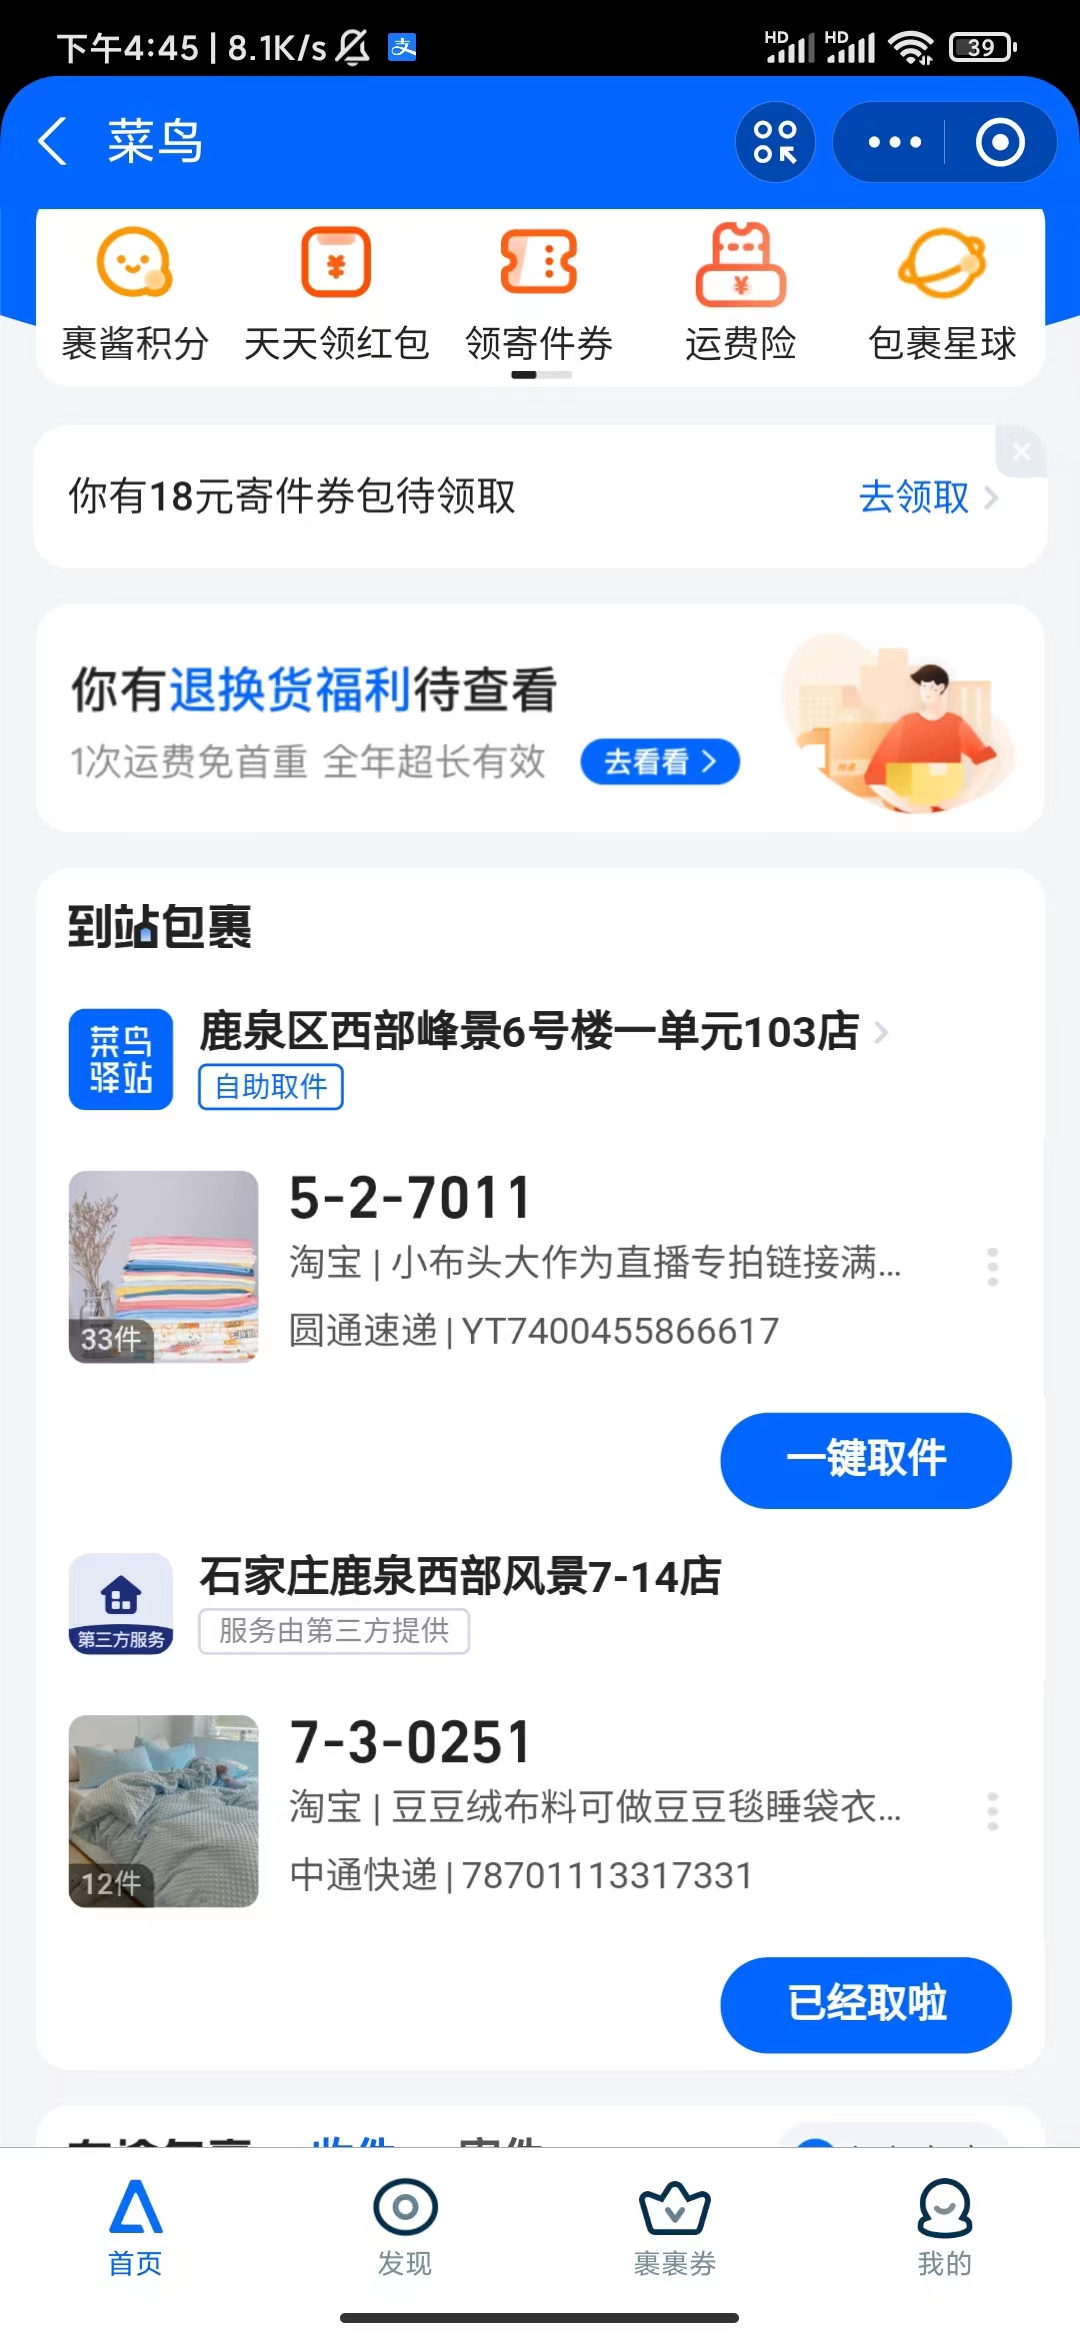 下午4:45 | 8.1K/s
HD
HD
39
菜鸟
裹酱积分
天天领红包
领寄件券
运费险
包裹星球
你有18元寄件券包待领取
去领取
你有退换货福利待查看
1次运费免首重 全年超长有效
去看看
到站包裹
菜鸟
驿站
鹿泉区西部峰景6号楼一单元103店
自助取件
5-2-7011
淘宝 | 小布头大作为直播专拍链接满...
33件
圆通速递 | YT7400455866617
一键取件
石家庄鹿泉西部风景7-14店
第三方服务
服务由第三方提供
7-3-0251
淘宝 | 豆豆绒布料可做豆豆毯睡袋衣...
12件
中通快递 | 78701113317331
已经取啦
首页
发现
裹裹券
我的